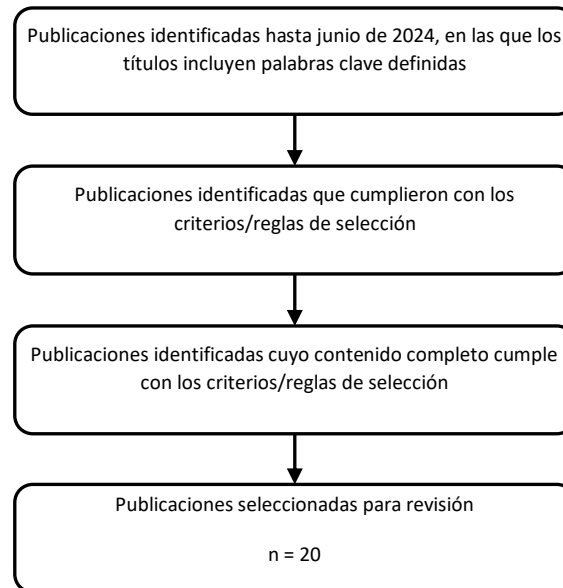 Publicaciones identificadas hasta junio de 2024, en las que los
títulos incluyen palabras clave definidas
Publicaciones identificadas que cumplieron con los
criterios/reglas de selección
Publicaciones identificadas cuyo contenido completo cumple
con los criterios/reglas de selección
Publicaciones seleccionadas para revisión
n = 20